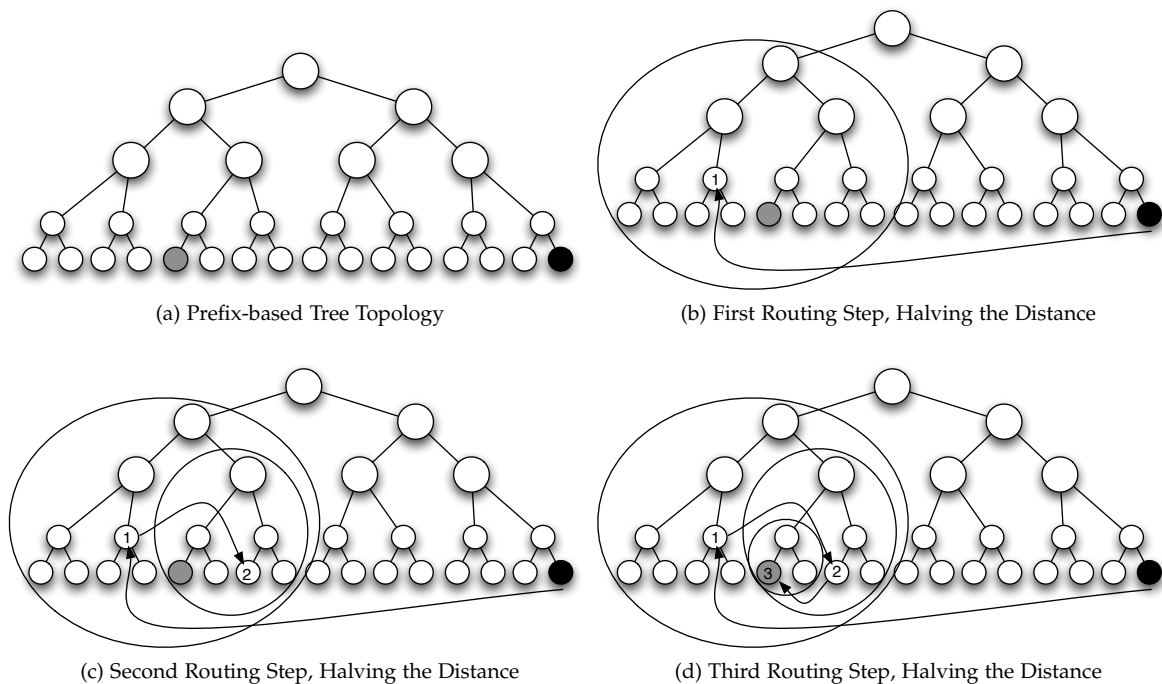 1
(a) Prefix-based Tree Topology
(b) First Routing Step, Halving the Distance
1
2
1
3
2
(c) Second Routing Step, Halving the Distance
(d) Third Routing Step, Halving the Distance